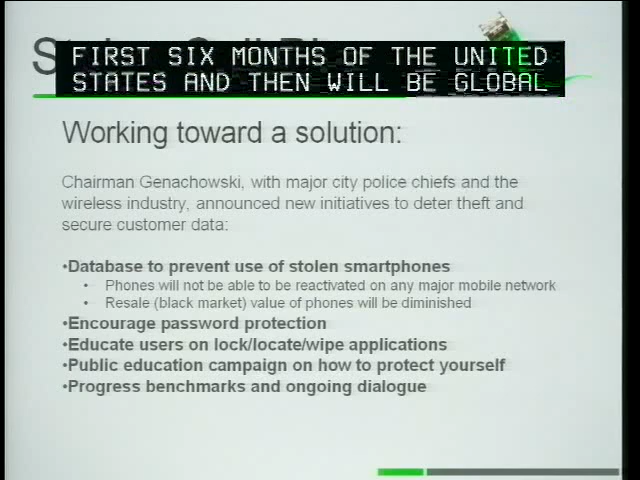 FIRST SIX MONTHS OF THE UNITED
STATES AND THEN WILL BE GLOBAL
Working toward a solution:
Chairman Genachowski, with major city police chiefs and the
wireless industry, announced new initiatives to deter theft and
secure customer data:
•Database to prevent use of stolen smartphones
• Phones will not be able to be reactivated on any major mobile network
• Resale (black market) value of phones will be diminished
•Encourage password protection
•Educate users on lock/locate/wipe applications
•Public education campaign on how to protect yourself
•Progress benchmarks and ongoing dialogue